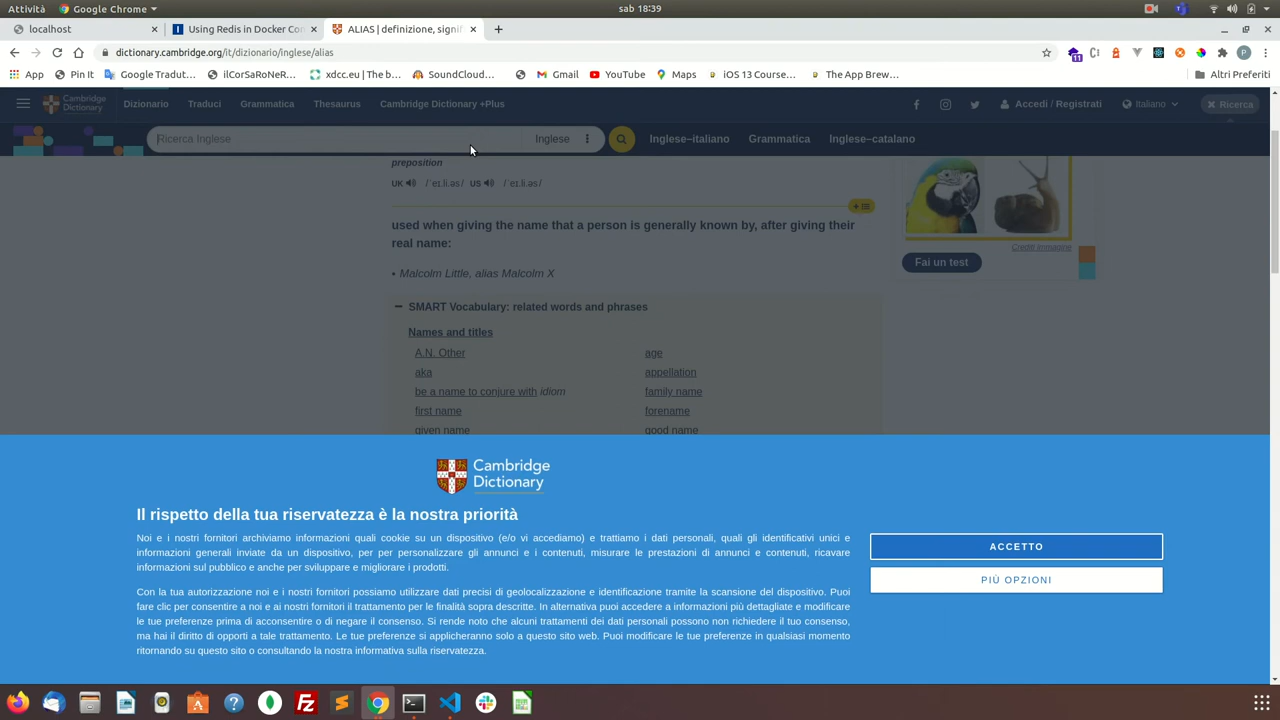 Attività
Google Chrome
sab 18:39
localhost
Using Redis in Docker Con
ALIAS | definizione, signif
dictionary.cambridge.org/it/dizionario/inglese/alias
App
Pin It
Google Tradut…
ilCorSaRoNeR…
xdcc.eu | The b…
SoundCloud…
Gmail
YouTube
Maps
iOS 13 Course…
The App Brew…
Altri Preferiti
11
P
Cambridge
Dictionary
Dizionario
Traduci
Grammatica
Thesaurus
Cambridge Dictionary +Plus
Accedi / Registrati
Italiano
Ricerca
Ricerca Inglese
Inglese
Inglese–italiano
Grammatica
Inglese–catalano
preposition
UK /ˈeɪ.li.əs/ US /ˈeɪ.li.əs/
used when giving the name that a person is generally known by, after giving their
real name:
• Malcolm Little, alias Malcolm X
Credit immagine
Fai un test
SMART Vocabulary: related words and phrases
Names and titles
A.N. Other
age
aka
appellation
be a name to conjure with idiom
family name
first name
forename
given name
good name
Cambridge
Dictionary
Il rispetto della tua riservatezza è la nostra priorità
Noi e i nostri fornitori archiviamo informazioni quali cookie su un dispositivo (e/o vi accediamo) e trattiamo i dati personali, quali gli identificativi unici e
informazioni generali inviate da un dispositivo, per per personalizzare gli annunci e i contenuti, misurare le prestazioni di annunci e contenuti, ricavare
informazioni sul pubblico e anche per sviluppare e migliorare i prodotti.
Con la tua autorizzazione noi e i nostri fornitori possiamo utilizzare dati precisi di geolocalizzazione e identificazione tramite la scansione del dispositivo. Puoi
fare clic per consentire a noi e ai nostri fornitori il trattamento per le finalità sopra descritte. In alternativa puoi accedere a informazioni più dettagliate e modificare
le tue preferenze prima di acconsentire o di negare il consenso. Si rende noto che alcuni trattamenti dei dati personali possono non richiedere il tuo consenso,
ma hai il diritto di opporti a tale trattamento. Le tue preferenze si applicheranno solo a questo sito web. Puoi modificare le tue preferenze in qualsiasi momento
ritornando su questo sito o consultando la nostra informativa sulla riservatezza.
ACCETTO
PIÙ OPZIONI